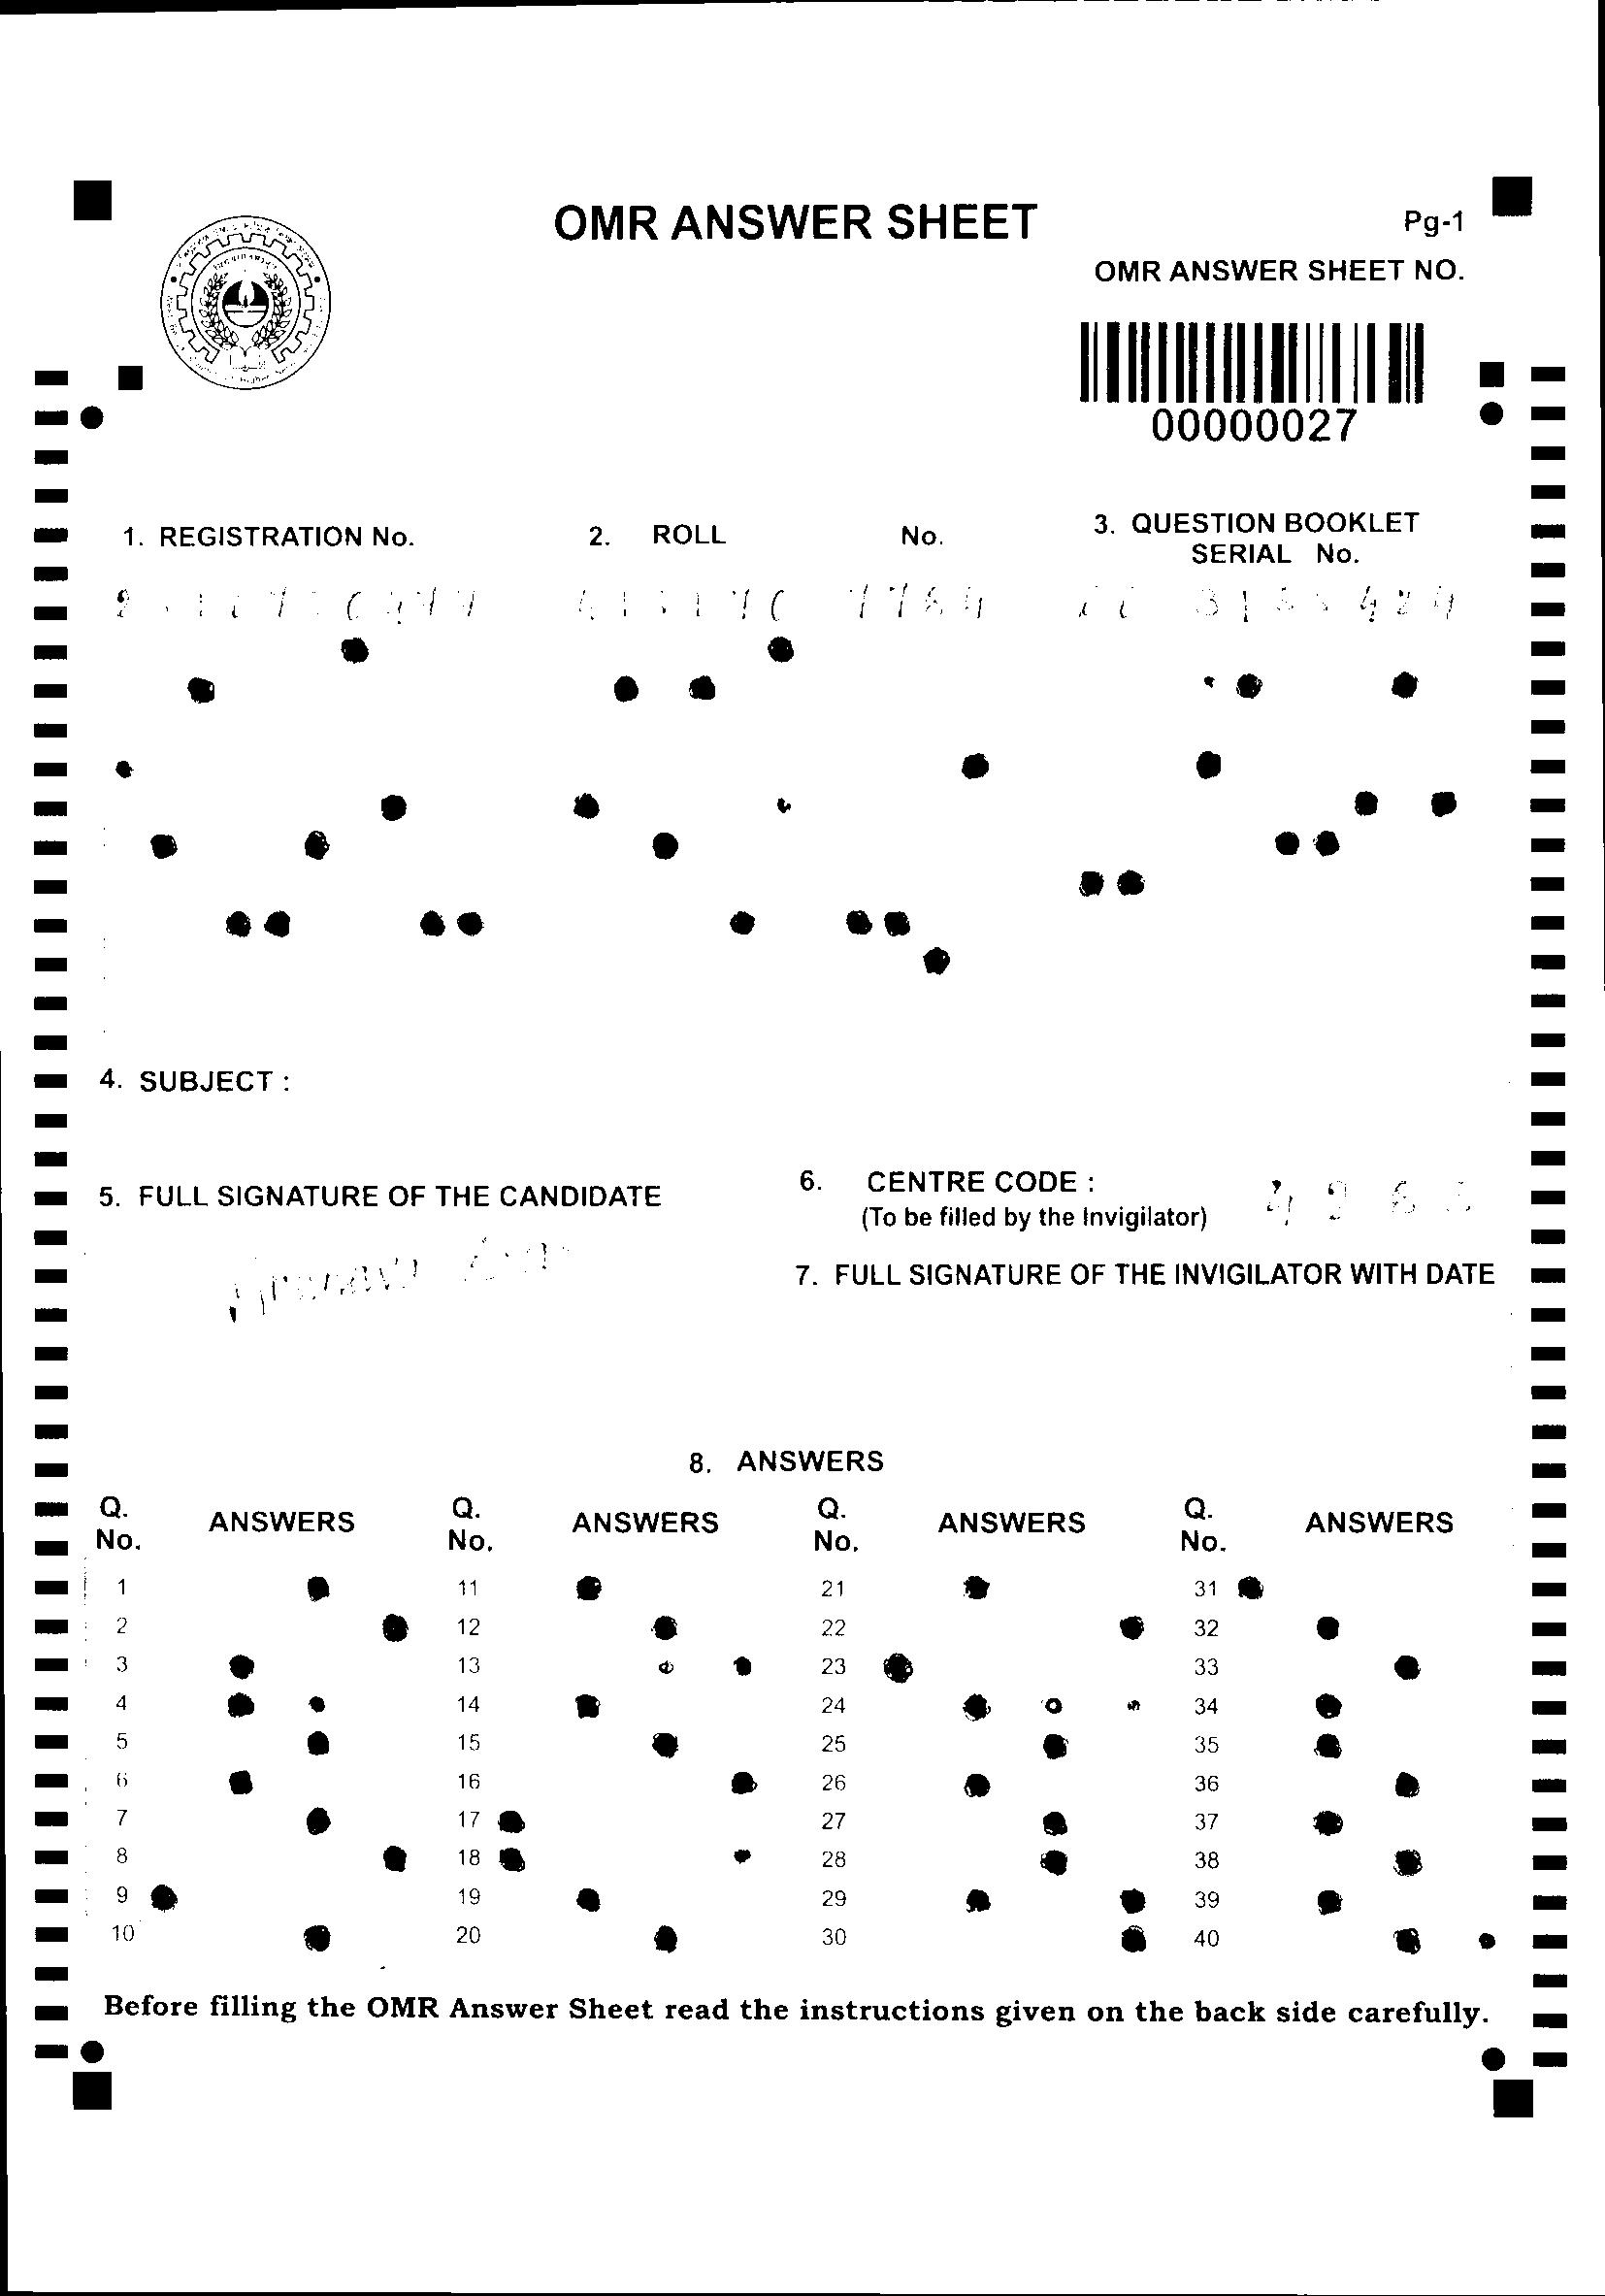 OMR ANSWER SHEET
Pg-1
OMR ANSWER SHEET NO.
00000027
1. REGISTRATION No.
2. ROLL No.
3. QUESTION BOOKLET
SERIAL No.
4. SUBJECT :
5. FULL SIGNATURE OF THE CANDIDATE
6. CENTRE CODE :
(To be filled by the Invigilator)
7. FULL SIGNATURE OF THE INVIGILATOR WITH DATE
8. ANSWERS
Q. No. ANSWERS Q. No. ANSWERS Q. No. ANSWERS Q. No. ANSWERS
1 11 21 31
2 12 22 32
3 13 23 33
4 14 24 34
5 15 25 35
6 16 26 36
7 17 27 37
8 18 28 38
9 19 29 39
10 20 30 40
Before filling the OMR Answer Sheet read the instructions given on the back side carefully.